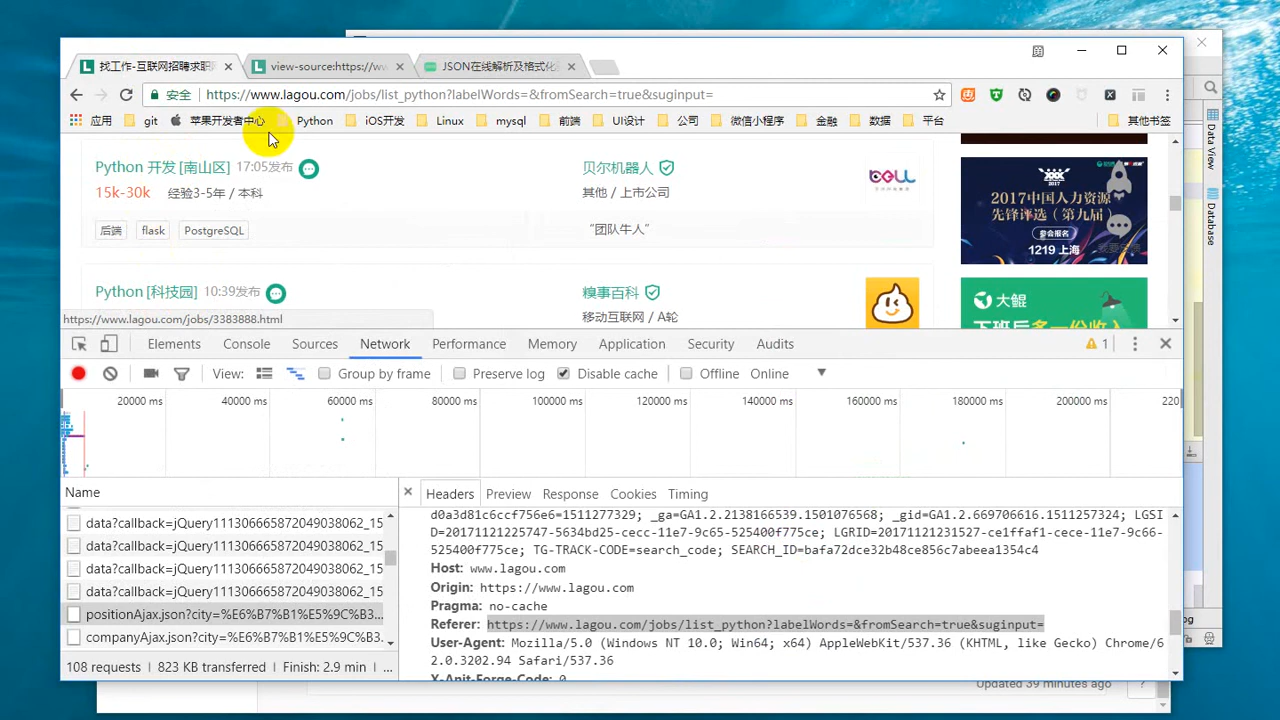 找工作-互联网招聘求职
view-source:https://ww
JSON在线解析及格式化
安全
https://www.lagou.com/jobs/list_python?labelWords=&fromSearch=true&suginput=
应用 git 苹果开发者中心 Python iOS开发 Linux mysql 前端 UI设计 公司 微信小程序 金融 数据 平台 其他书签
Python 开发 [南山区] 17:05发布
贝尔机器人
15k-30k 经验3-5年 / 本科
其他 / 上市公司
后端 flask PostgreSQL
“团队牛人”
Python [科技园] 10:39发布
糗事百科
移动互联网 / A轮
BELL
2017中国人力资源
先锋评选（第九届）
参会报名
1219 上海
大鲲
Data View
Database
https://www.lagou.com/jobs/3383888.html
Elements Console Sources Network Performance Memory Application Security Audits 1
View: Group by frame Preserve log Disable cache Offline Online
20000 ms 40000 ms 60000 ms 80000 ms 100000 ms 120000 ms 140000 ms 160000 ms 180000 ms 200000 ms 220
Name
data?callback=jQuery111306665872049038062_15
data?callback=jQuery111306665872049038062_15
data?callback=jQuery111306665872049038062_15
data?callback=jQuery111306665872049038062_15
positionAjax.json?city=%E6%B7%B1%E5%9C%B3...
companyAjax.json?city=%E6%B7%B1%E5%9C%B3...
108 requests | 823 KB transferred | Finish: 2.9 min | ...
Headers Preview Response Cookies Timing
d0a3d81c6ccf756e=1511277329; _ga=GA1.2.2138166539.1501076568; _gid=GA1.2.669706616.1511257324; LGSI
D=20171121225747-5634bd25-cecc-11e7-9c65-525400f775ce; LGRID=20171121231527-ce1ffaf1-cece-11e7-9c66-
525400f775ce; TG-TRACK-CODE=search_code; SEARCH_ID=bafa72dce32b48ce856c7abeea1354c4
Host: www.lagou.com
Origin: https://www.lagou.com
Pragma: no-cache
Referer: https://www.lagou.com/jobs/list_python?labelWords=&fromSearch=true&suginput=
User-Agent: Mozilla/5.0 (Windows NT 10.0; Win64; x64) AppleWebKit/537.36 (KHTML, like Gecko) Chrome/6
2.0.3202.94 Safari/537.36
X-Anit-Forge-Code: 0
Updated 39 minutes ago